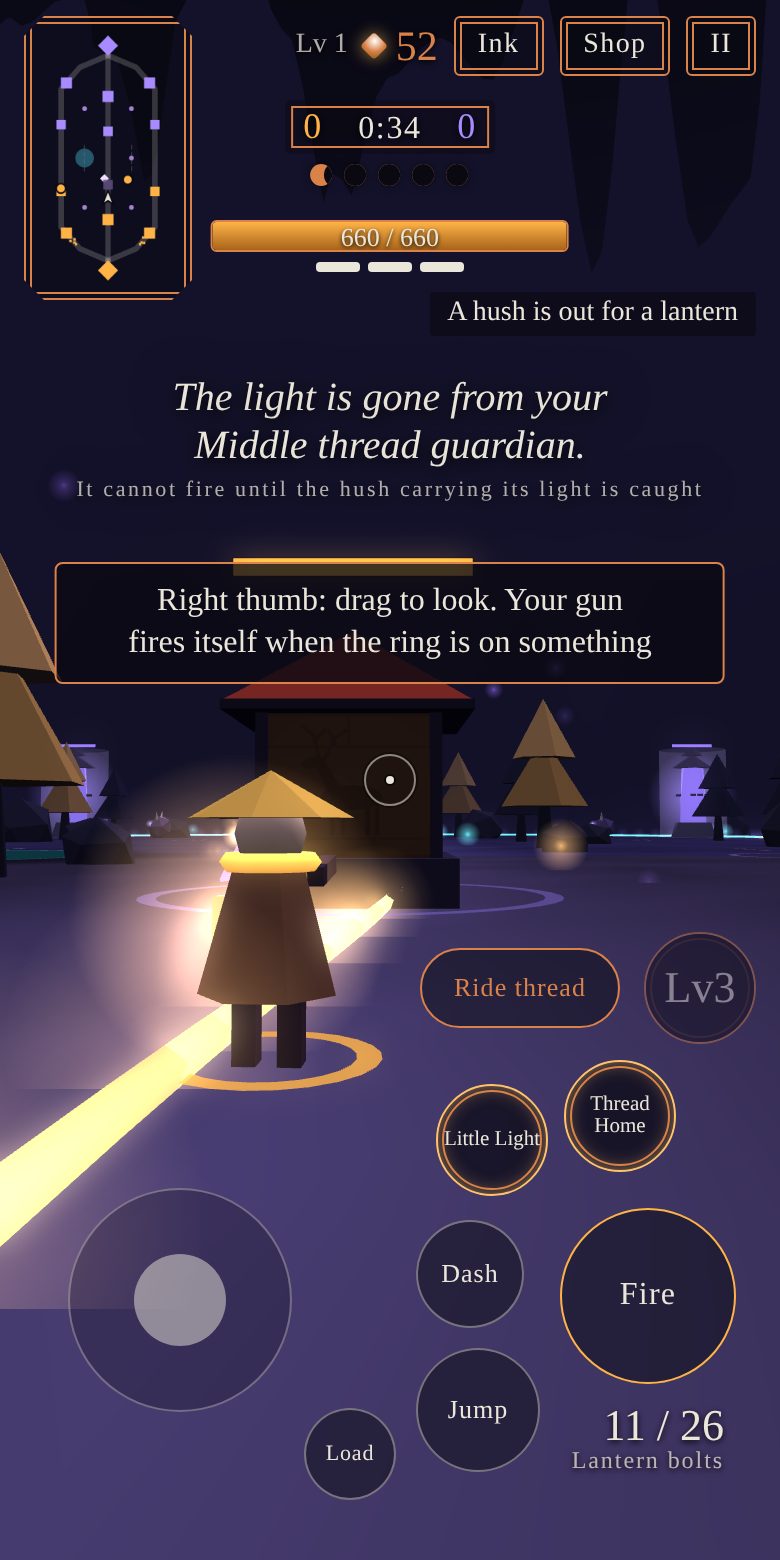 Lv 1
52
Ink
Shop
II
0
0:34
0
660 / 660
A hush is out for a lantern
The light is gone from your
Middle thread guardian.
It cannot fire until the hush carrying its light is caught
Right thumb: drag to look. Your gun
fires itself when the ring is on something
Ride thread
Lv3
Little Light
Thread
Home
Dash
Fire
Jump
Load
11 / 26
Lantern bolts